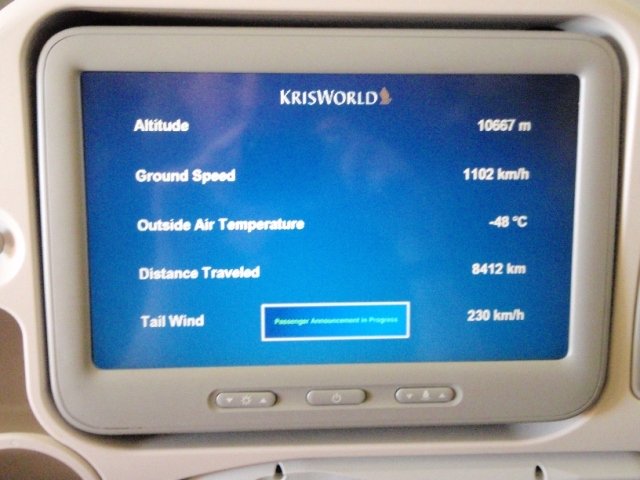 KRISWORLD
Altitude 10667 m
Ground Speed 1102 km/h
Outside Air Temperature -48 °C
Distance Traveled 8412 km
Tail Wind 230 km/h
Passenger Announcement in Progress